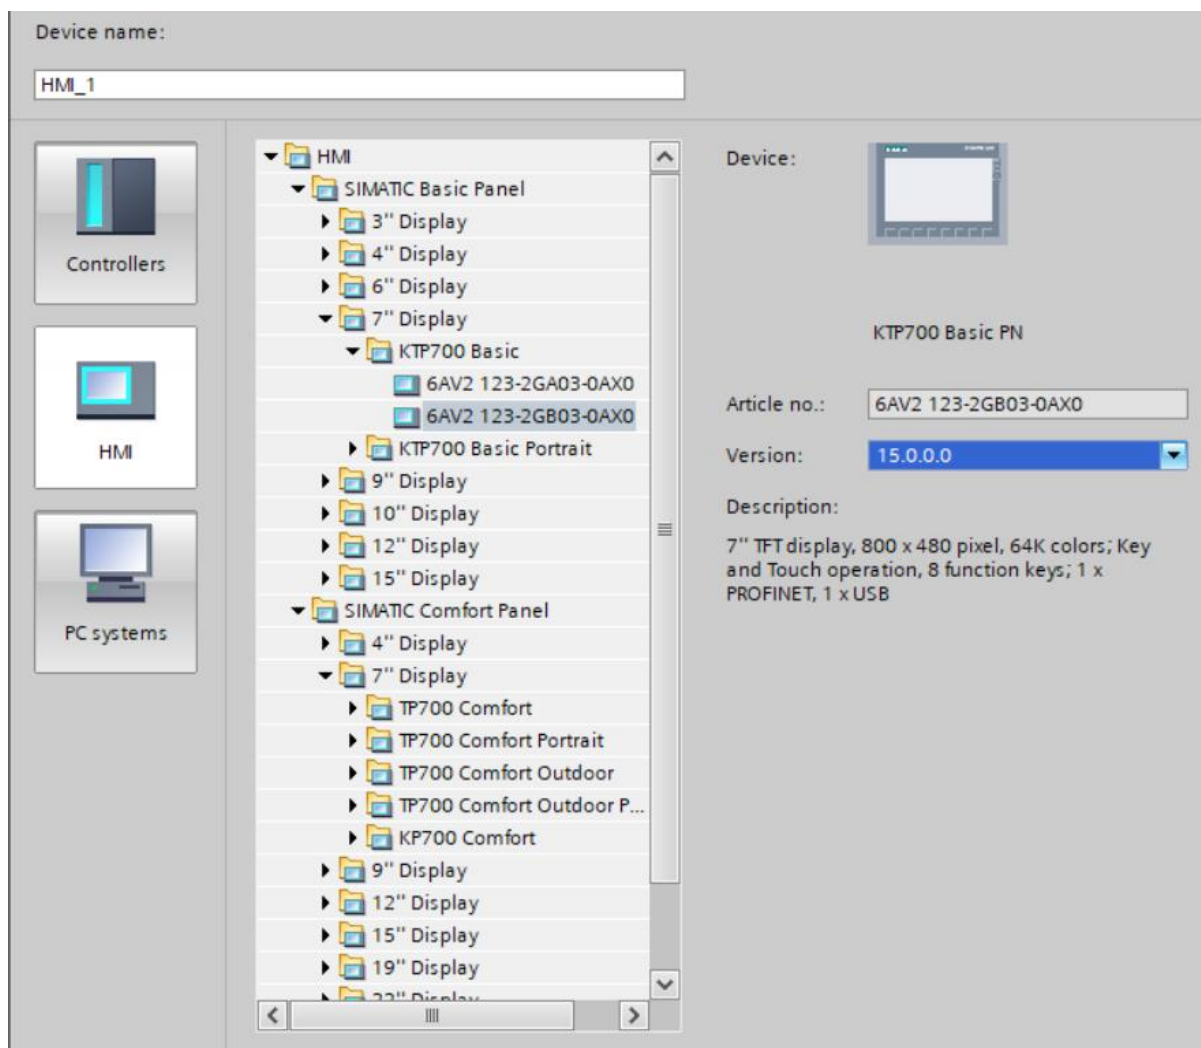 Device name:
HMI_1
Controllers
HMI
PC systems
HMI
SIMATIC Basic Panel
3" Display
4" Display
6" Display
7" Display
KTP700 Basic
6AV2 123-2GA03-0AX0
6AV2 123-2GB03-0AX0
KTP700 Basic Portrait
9" Display
10" Display
12" Display
15" Display
SIMATIC Comfort Panel
4" Display
7" Display
TP700 Comfort
TP700 Comfort Portrait
TP700 Comfort Outdoor
TP700 Comfort Outdoor P...
KP700 Comfort
9" Display
12" Display
15" Display
19" Display
22" Display
Device:
KTP700 Basic PN
Article no.:
6AV2 123-2GB03-0AX0
Version:
15.0.0.0
Description:
7" TFT display, 800 x 480 pixel, 64K colors; Key
and Touch operation, 8 function keys; 1 x
PROFINET, 1 x USB